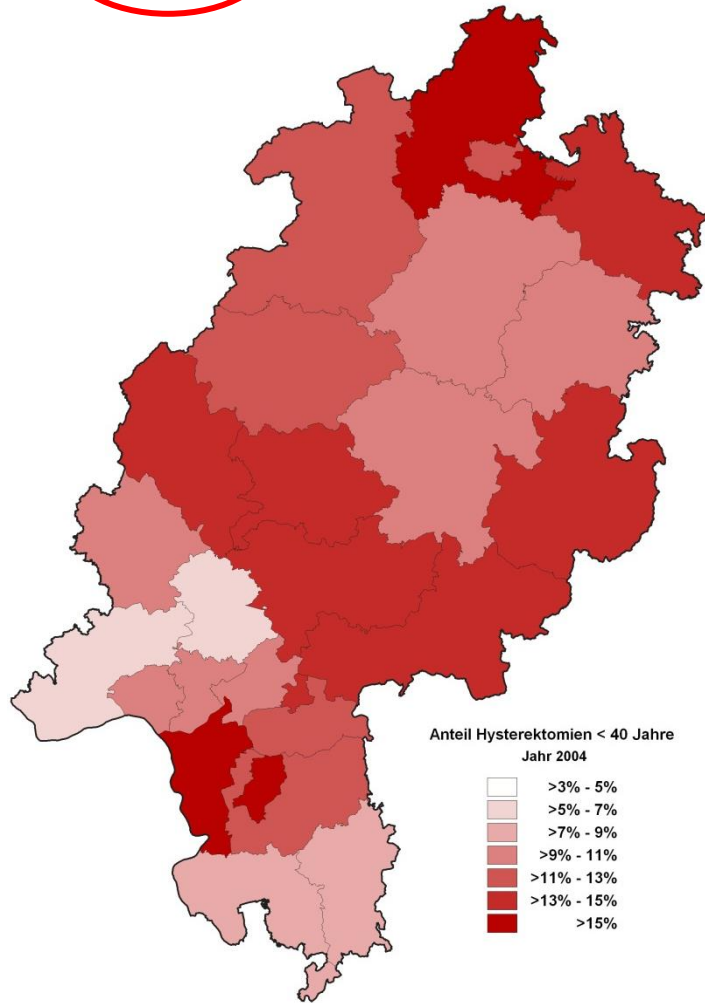 Anteil Hysterektomien < 40 Jahre
Jahr 2004
>3% - 5%
>5% - 7%
>7% - 9%
>9% - 11%
>11% - 13%
>13% - 15%
>15%